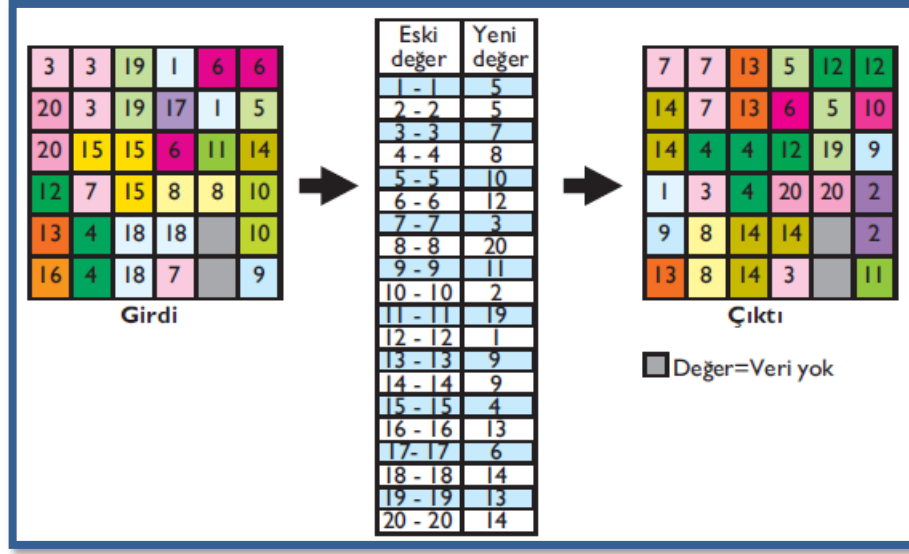 3 3 19 1 6 6
20 3 19 17 1 5
20 15 15 6 11 14
12 7 15 8 8 10
13 4 18 18 10
16 4 18 7 9
Girdi
Eski değer Yeni değer
1 - 1 5
2 - 2 5
3 - 3 7
4 - 4 8
5 - 5 10
6 - 6 12
7 - 7 3
8 - 8 20
9 - 9 11
10 - 10 2
11 - 11 19
12 - 12 1
13 - 13 9
14 - 14 9
15 - 15 4
16 - 16 13
17- 17 6
18 - 18 14
19 - 19 13
20 - 20 14
7 7 13 5 12 12
14 7 13 6 5 10
14 4 4 12 19 9
1 3 4 20 20 2
9 8 14 14 2
13 8 14 3 11
Çıktı
Değer=Veri yok